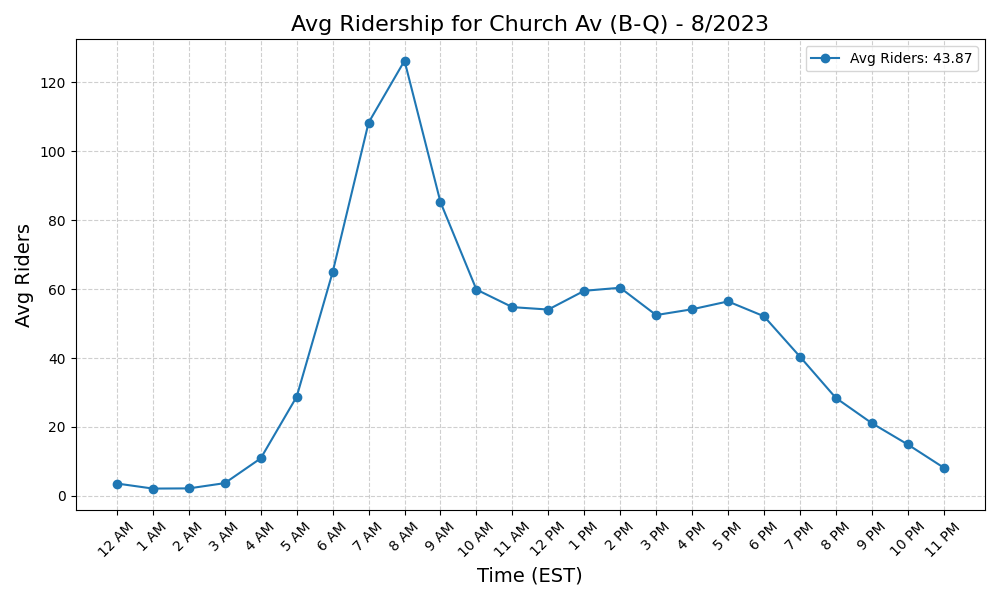 Avg Ridership for Church Av (B-Q) - 8/2023
Avg Riders: 43.87
Avg Riders
120
100
80
60
40
20
0
12 AM
1 AM
2 AM
3 AM
4 AM
5 AM
6 AM
7 AM
8 AM
9 AM
10 AM
11 AM
12 PM
1 PM
2 PM
3 PM
4 PM
5 PM
6 PM
7 PM
8 PM
9 PM
10 PM
11 PM
Time (EST)